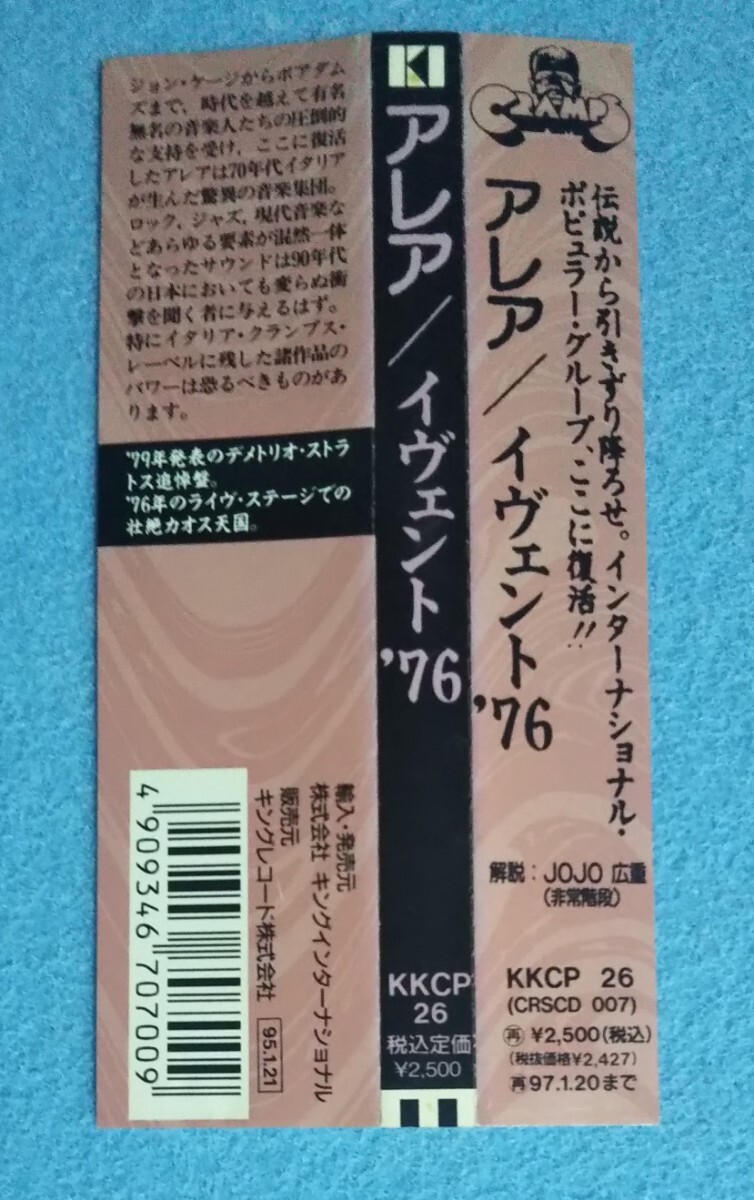 ジョン・ケージからボアダム
ズまで、時代を越えて有名
無名の音楽人たちの圧倒的
な支持を受け、ここに復活
したアレアは70年代イタリア
が生んだ驚異の音楽集団。
ロック、ジャズ、現代音楽な
どあらゆる要素が混然一体
となったサウンドは90年代
の日本においても変らぬ衝
撃を聞く者に与えるはず。
特にイタリア・クランプス・
レーベルに残した諸作品の
パワーは恐るべきものがあ
ります。
'79年発表のデメトリオ・ストラ
トス追悼盤。
'76年のライヴ・ステージでの
壮絶カオス天国。
輸入・発売元
株式会社 キングインターナショナル
販売元
キングレコード株式会社
95.1.21
4 909346 707009
KI
アレア／イヴェント'76
KKCP
26
税込定価
¥2,500
CRAMPS
伝説から引きずり降ろせ。インターナショナル・
ポピュラー・グループ、ここに復活!!
アレア／イヴェント'76
解説：JOJO 広重
(非常階段)
KKCP 26
(CRSCD 007)
再 ¥2,500(税込)
(税抜価格¥2,427)
再97.1.20まで